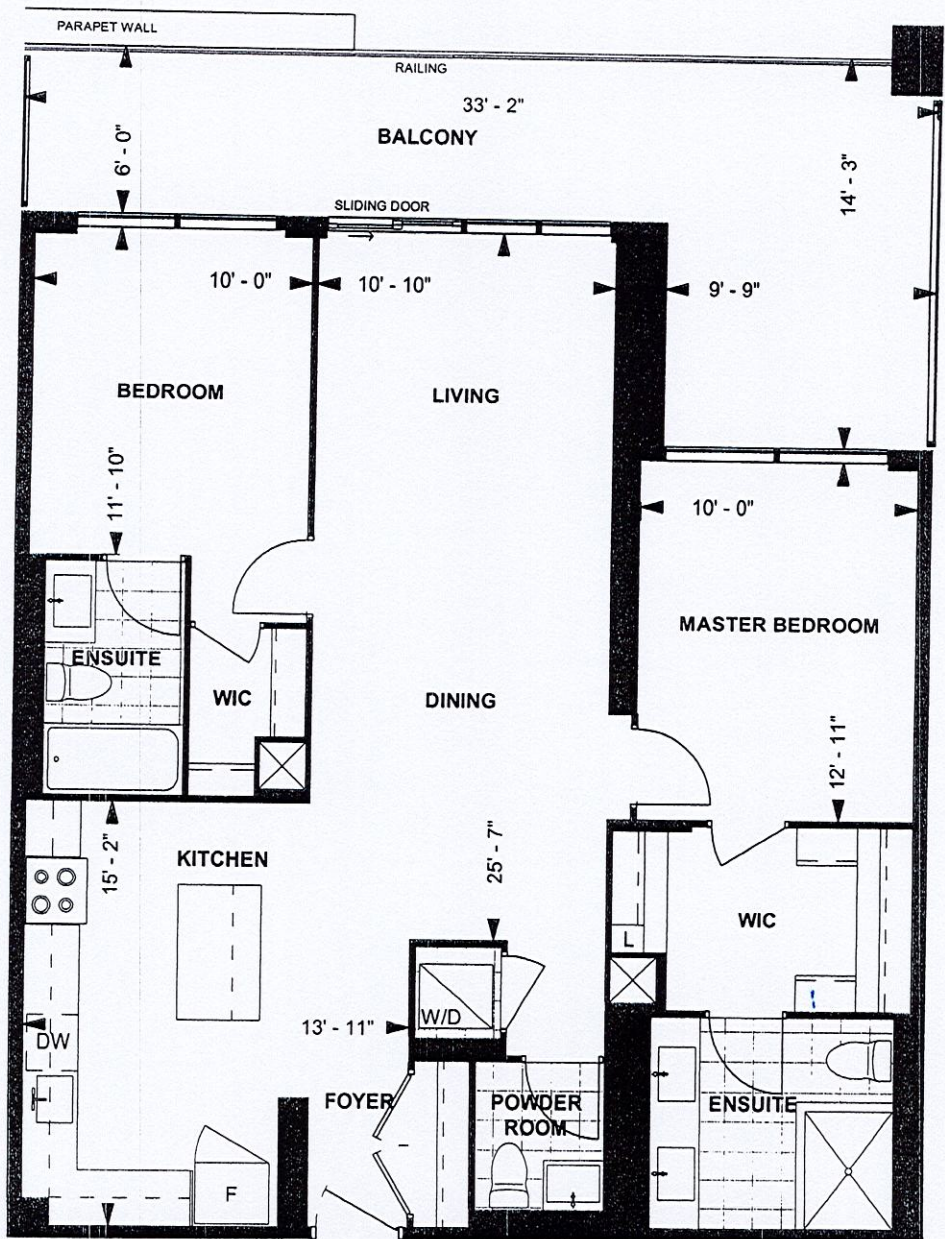 PARAPET WALL
RAILING
33' - 2"
BALCONY
6' - 0"
14' - 3"
SLIDING DOOR
10' - 0"
10' - 10"
9' - 9"
BEDROOM
LIVING
11' - 10"
10' - 0"
MASTER BEDROOM
ENSUITE
WIC
DINING
12' - 11"
15' - 2"
KITCHEN
25' - 7"
WIC
L
W/D
13' - 11"
DW
FOYER
POWDER
ROOM
ENSUITE
F